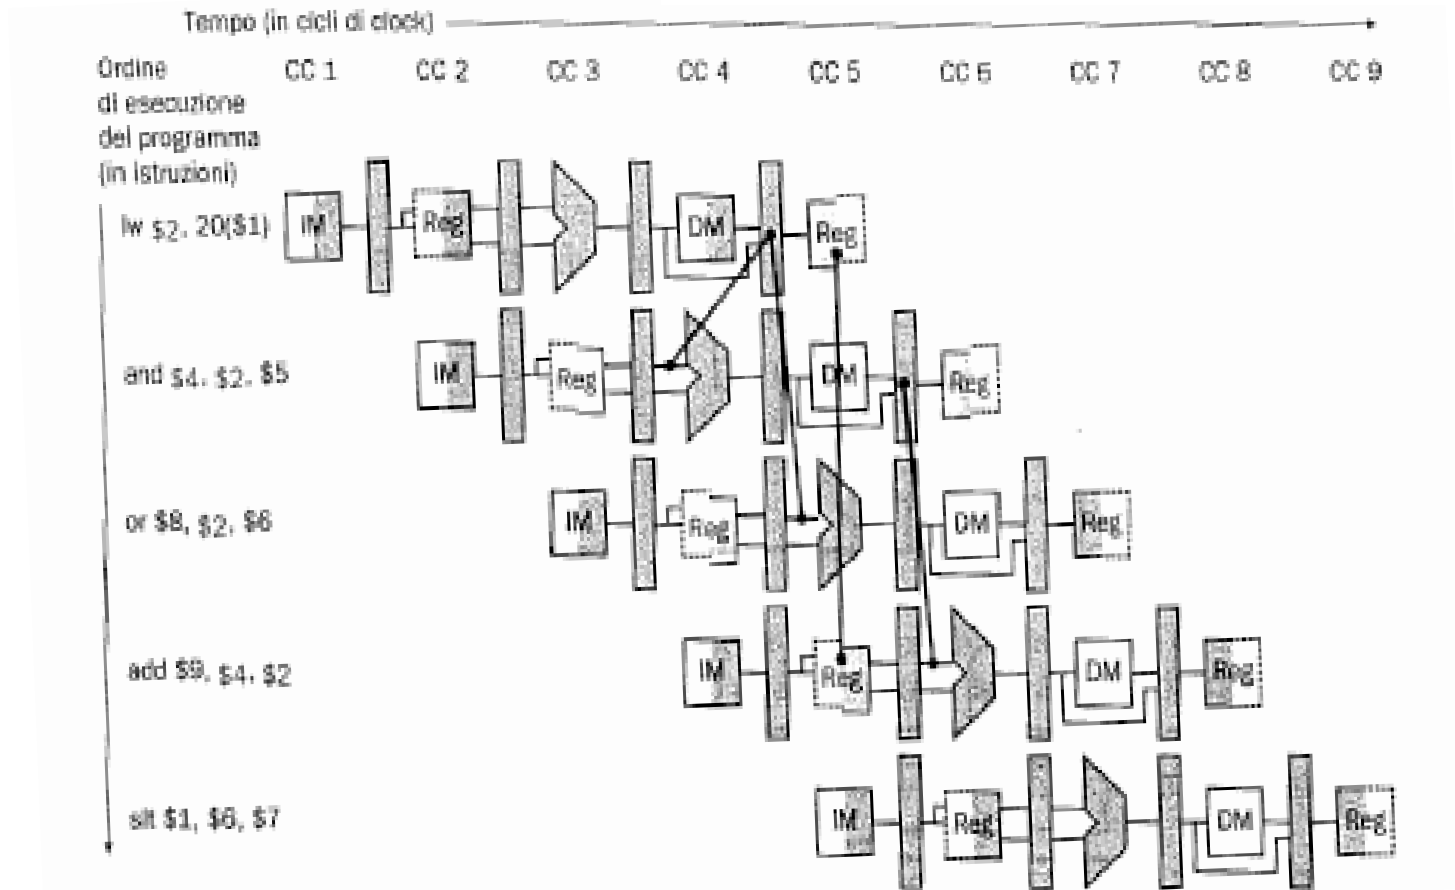 Tempo (in cicli di clock)
Ordine
di esecuzione
del programma
(in istruzioni)
CC 1 CC 2 CC 3 CC 4 CC 5 CC 6 CC 7 CC 8 CC 9
lw $2, 20($1) IM Reg DM Reg
and $4, $2, $5 IM Reg DM Reg
or $8, $2, $6 IM Reg DM Reg
add $9, $4, $2 IM Reg DM Reg
slt $1, $6, $7 IM Reg DM Reg